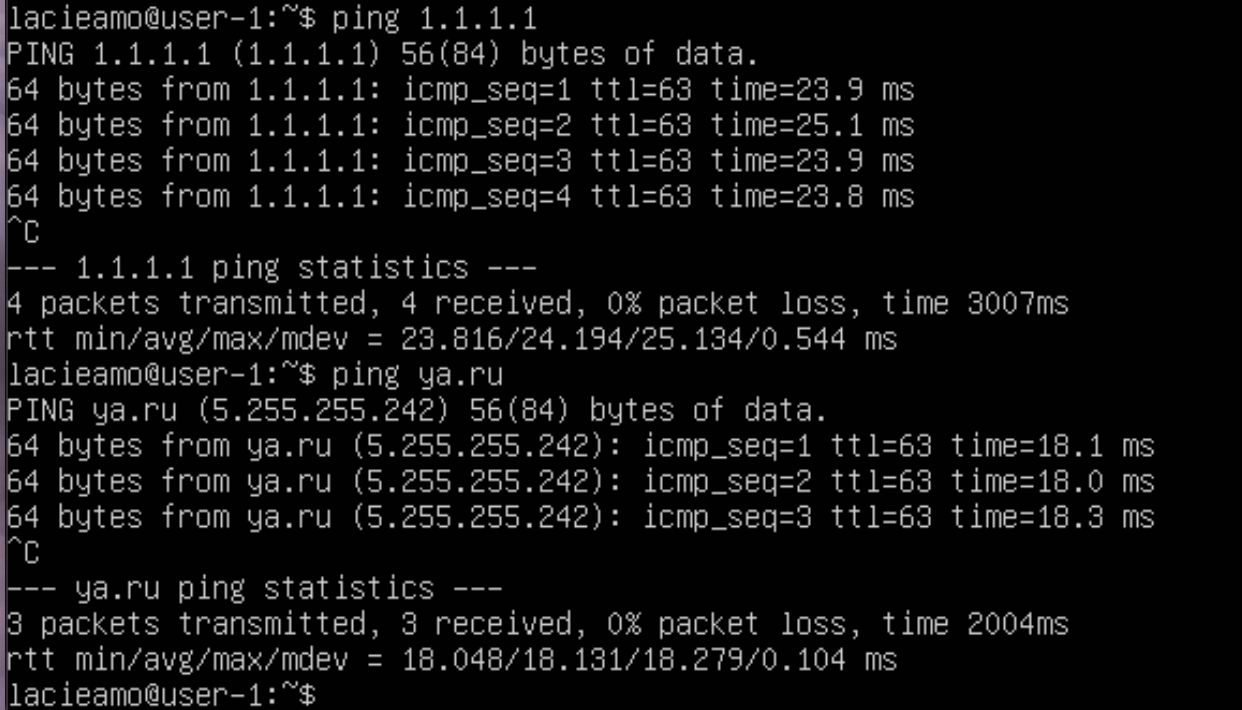 lacieamo@user-1:~$ ping 1.1.1.1
PING 1.1.1.1 (1.1.1.1) 56(84) bytes of data.
64 bytes from 1.1.1.1: icmp_seq=1 ttl=63 time=23.9 ms
64 bytes from 1.1.1.1: icmp_seq=2 ttl=63 time=25.1 ms
64 bytes from 1.1.1.1: icmp_seq=3 ttl=63 time=23.9 ms
64 bytes from 1.1.1.1: icmp_seq=4 ttl=63 time=23.8 ms
^C
--- 1.1.1.1 ping statistics ---
4 packets transmitted, 4 received, 0% packet loss, time 3007ms
rtt min/avg/max/mdev = 23.816/24.194/25.134/0.544 ms
lacieamo@user-1:~$ ping ya.ru
PING ya.ru (5.255.255.242) 56(84) bytes of data.
64 bytes from ya.ru (5.255.255.242): icmp_seq=1 ttl=63 time=18.1 ms
64 bytes from ya.ru (5.255.255.242): icmp_seq=2 ttl=63 time=18.0 ms
64 bytes from ya.ru (5.255.255.242): icmp_seq=3 ttl=63 time=18.3 ms
^C
--- ya.ru ping statistics ---
3 packets transmitted, 3 received, 0% packet loss, time 2004ms
rtt min/avg/max/mdev = 18.048/18.131/18.279/0.104 ms
lacieamo@user-1:~$